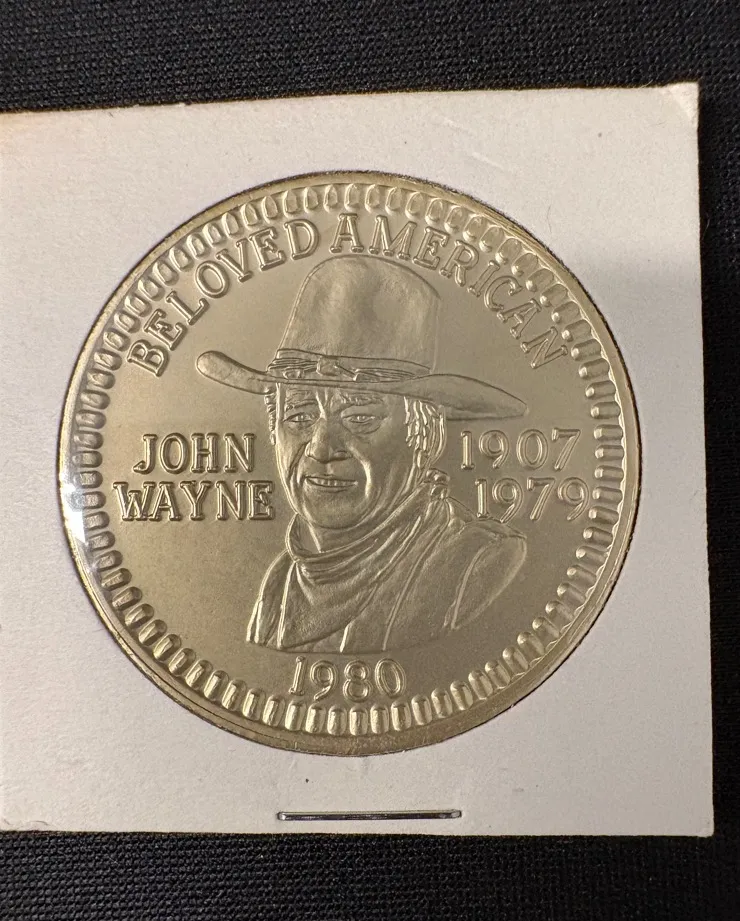 BELOVED AMERICAN
JOHN
WAYNE
1907
1979
1980